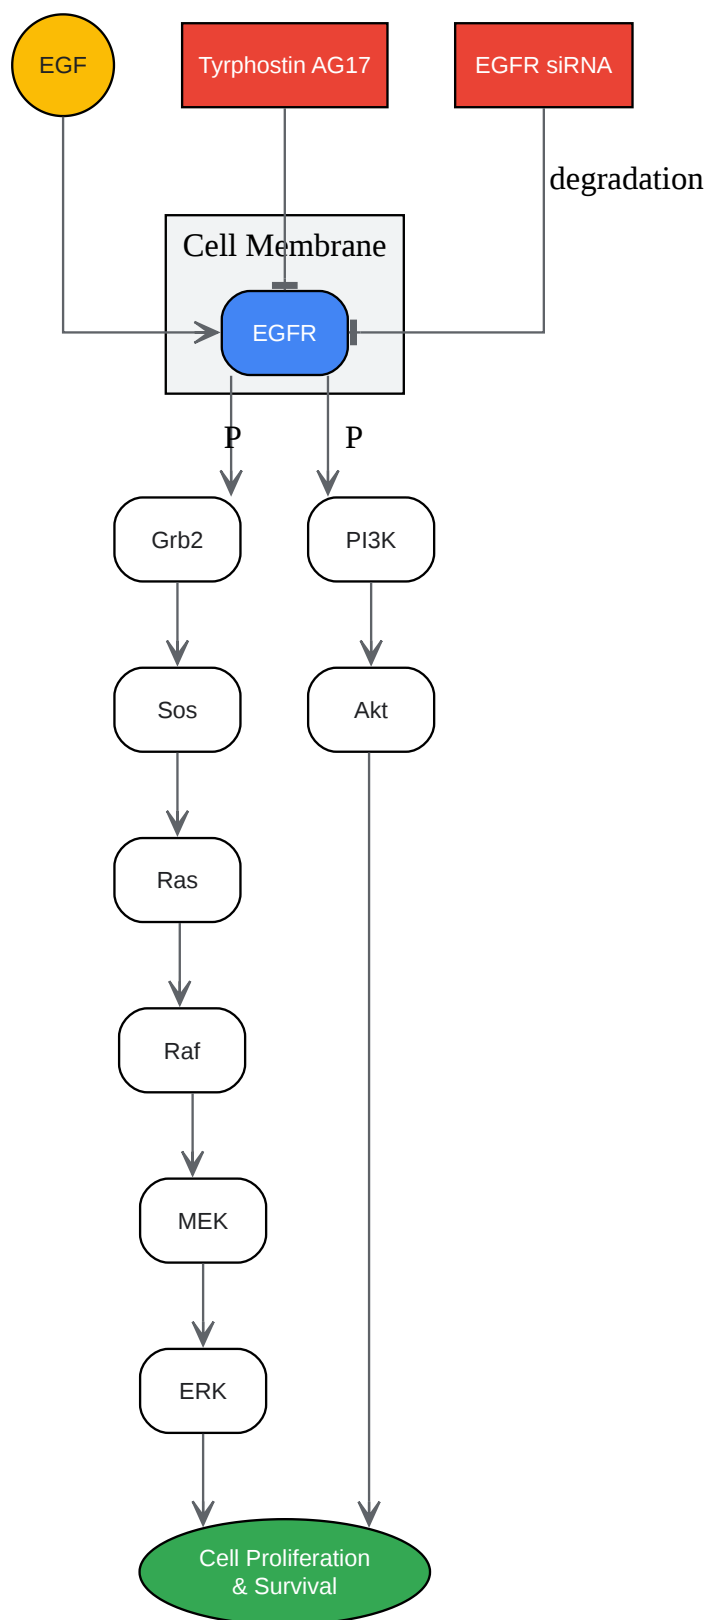 EGF
Tyrphostin AG17
EGFR siRNA
degradation
Cell Membrane
EGFR
P
P
Grb2
PI3K
Sos
Akt
Ras
Raf
MEK
ERK
Cell Proliferation
& Survival